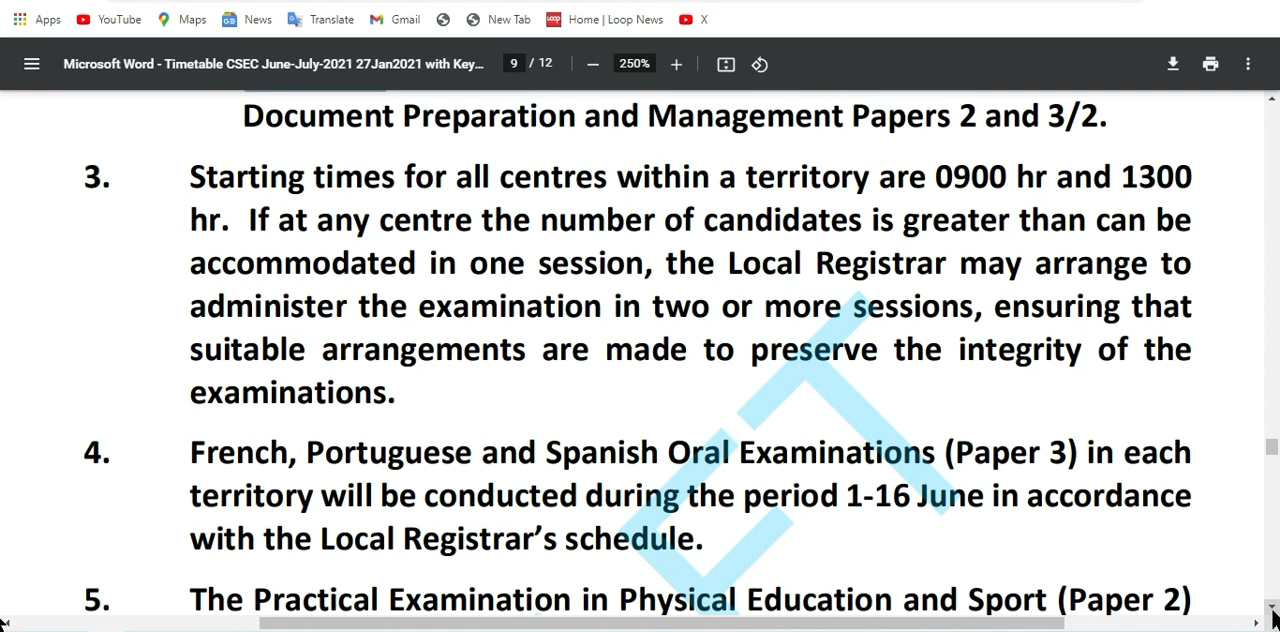 Apps YouTube Maps News Translate Gmail New Tab Home | Loop News X
Microsoft Word - Timetable CSEC June-July-2021 27Jan2021 with Key... 9 / 12 250%
Document Preparation and Management Papers 2 and 3/2.
3. Starting times for all centres within a territory are 0900 hr and 1300
hr. If at any centre the number of candidates is greater than can be
accommodated in one session, the Local Registrar may arrange to
administer the examination in two or more sessions, ensuring that
suitable arrangements are made to preserve the integrity of the
examinations.
4. French, Portuguese and Spanish Oral Examinations (Paper 3) in each
territory will be conducted during the period 1-16 June in accordance
with the Local Registrar’s schedule.
5. The Practical Examination in Physical Education and Sport (Paper 2)